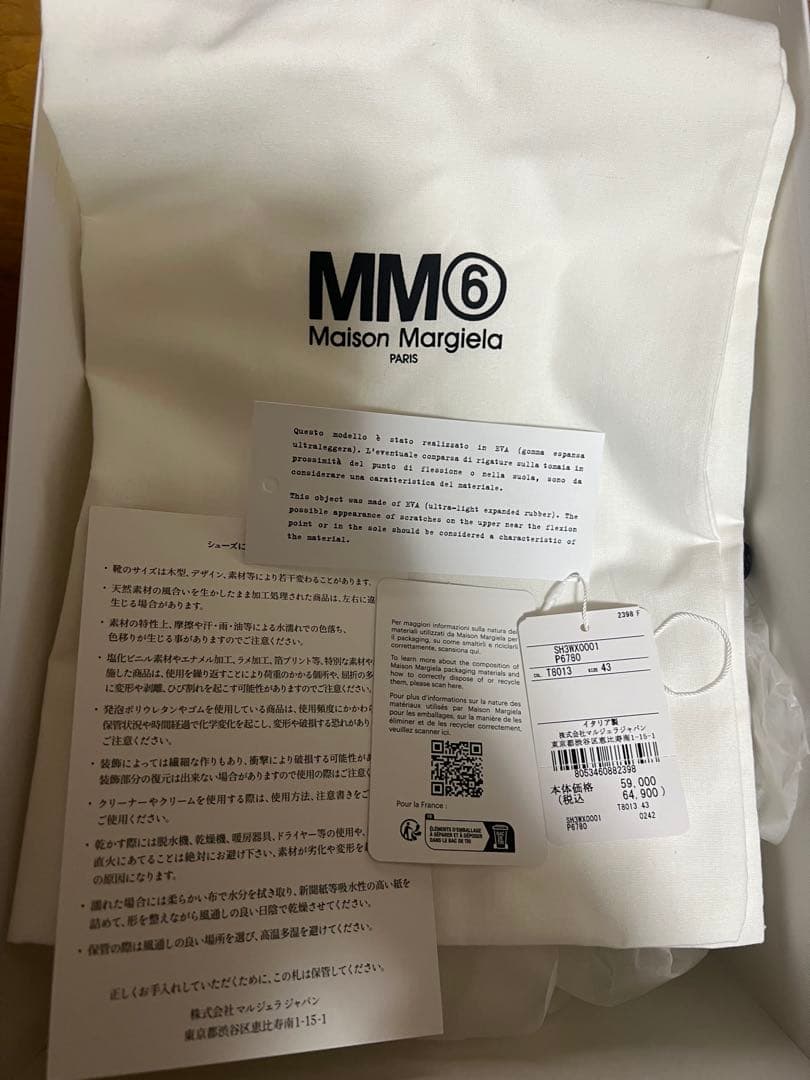 MM⑥
Maison Margiela
PARIS
Questo modello è stato realizzato in EVA (gomma espansa
ultraleggera). L'eventuale comparsa di rigature sulla tomaia in
prossimità del punto di flessione o nella suola, sono da
considerare una caratteristica del materiale.
This object was made of EVA (ultra-light expanded rubber). The
possible appearance of scratches on the upper near the flexion
point or in the sole should be considered a characteristic of
the material.
シューズに
・靴のサイズは木型、デザイン、素材等により若干変わることがあります。
・天然素材の風合いを生かしたまま加工処理された商品は、左右に違
生じる場合があります。
・素材の特性上、摩擦や汗・雨・油等による水濡れでの色落ち、
色移りが生じる事がありますのでご注意ください。
・塩化ビニル素材やエナメル加工、ラメ加工、箔プリント等、特別な素材や
施した商品は、使用を繰り返すことにより荷重のかかる個所や、屈折の多
に変形や剥離、ひび割れを起こす可能性がありますのでご注意ください。
・発泡ポリウレタンやゴムを使用している商品は、使用頻度にかかわら
保管状況や時間経過で化学変化を起こし、変形や破損する恐れがあり
ご注意ください。
・装飾によっては繊細な作りもあり、衝撃により破損する可能性があ
装飾部分の復元は出来ない場合がありますので使用の際はご注意く
・クリーナーやクリームを使用する際は、使用方法、注意書きをご
ご使用ください。
・乾かす際には脱水機、乾燥機、暖房器具、ドライヤー等の使用や、
直火にあてることは絶対にお避け下さい、素材が劣化や変形を
の原因になります。
・濡れた場合には柔らかい布で水分を拭き取り、新聞紙等吸水性の高い紙を
詰めて、形を整えながら風通しの良い日陰で乾燥させてください。
・保管の際は風通しの良い場所を選び、高温多湿を避けてください。
正しくお手入れしていただくために、この札は保管してください。
株式会社 マルジェラ ジャパン
東京都渋谷区恵比寿南1-15-1
Per maggiori informazioni sulla natura dei
materiali utilizzati da Maison Margiela per
il packaging, su come smaltirli e riciclarli
correttamente, scansiona qui.
To learn more about the composition of
Maison Margiela packaging materials and
how to correctly dispose of or recycle
them, please scan here.
Pour plus d'informations sur la nature des
matériaux utilisés par Maison Margiela
pour les emballages, sur la manière de les
éliminer et de les recycler correctement,
veuillez scanner ici.
Pour la France :
FR
ÉLÉMENTS D'EMBALLAGE
À SÉPARER ET À DÉPOSER
DANS LE BAC DE TRI
2398 F
SH3WX0001
P6780
COL. T8013 SIZE 43
イタリア製
株式会社マルジェラジャパン
東京都渋谷区恵比寿南1-15-1
8053460882398
本体価格 59,000
(税込 64,900)
T8013 43
SH3WX0001 0242
P6780